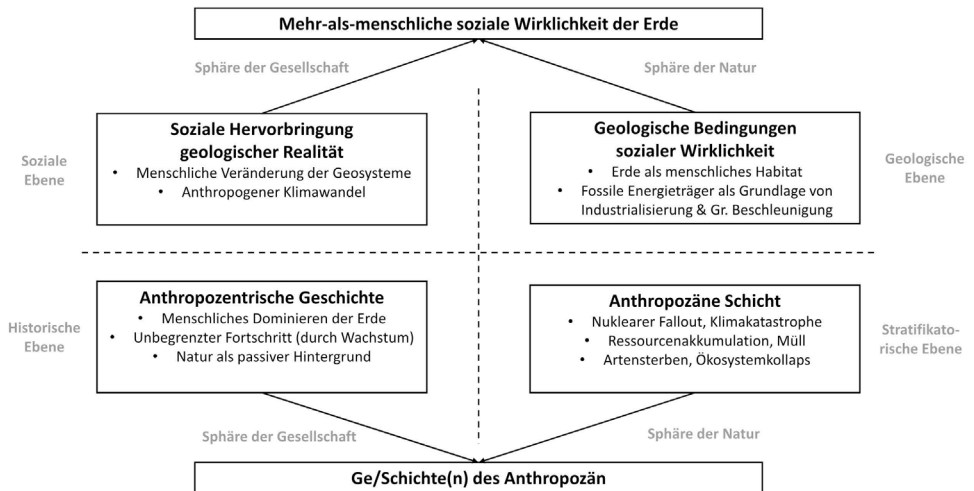 Mehr-als-menschliche soziale Wirklichkeit der Erde
Sphäre der Gesellschaft
Sphäre der Natur
Soziale
Ebene
Soziale Hervorbringung
geologischer Realität
• Menschliche Veränderung der Geosysteme
• Anthropogener Klimawandel
Geologische Bedingungen
sozialer Wirklichkeit
• Erde als menschliches Habitat
• Fossile Energieträger als Grundlage von
Industrialisierung & Gr. Beschleunigung
Geologische
Ebene
Historische
Ebene
Anthropozentrische Geschichte
• Menschliches Dominieren der Erde
• Unbegrenzter Fortschritt (durch Wachstum)
• Natur als passiver Hintergrund
Anthropozäne Schicht
• Nuklearer Fallout, Klimakatastrophe
• Ressourcenakkumulation, Müll
• Artensterben, Ökosystemkollaps
Stratifikato-
rische Ebene
Sphäre der Gesellschaft
Sphäre der Natur
Ge/Schichte(n) des Anthropozän